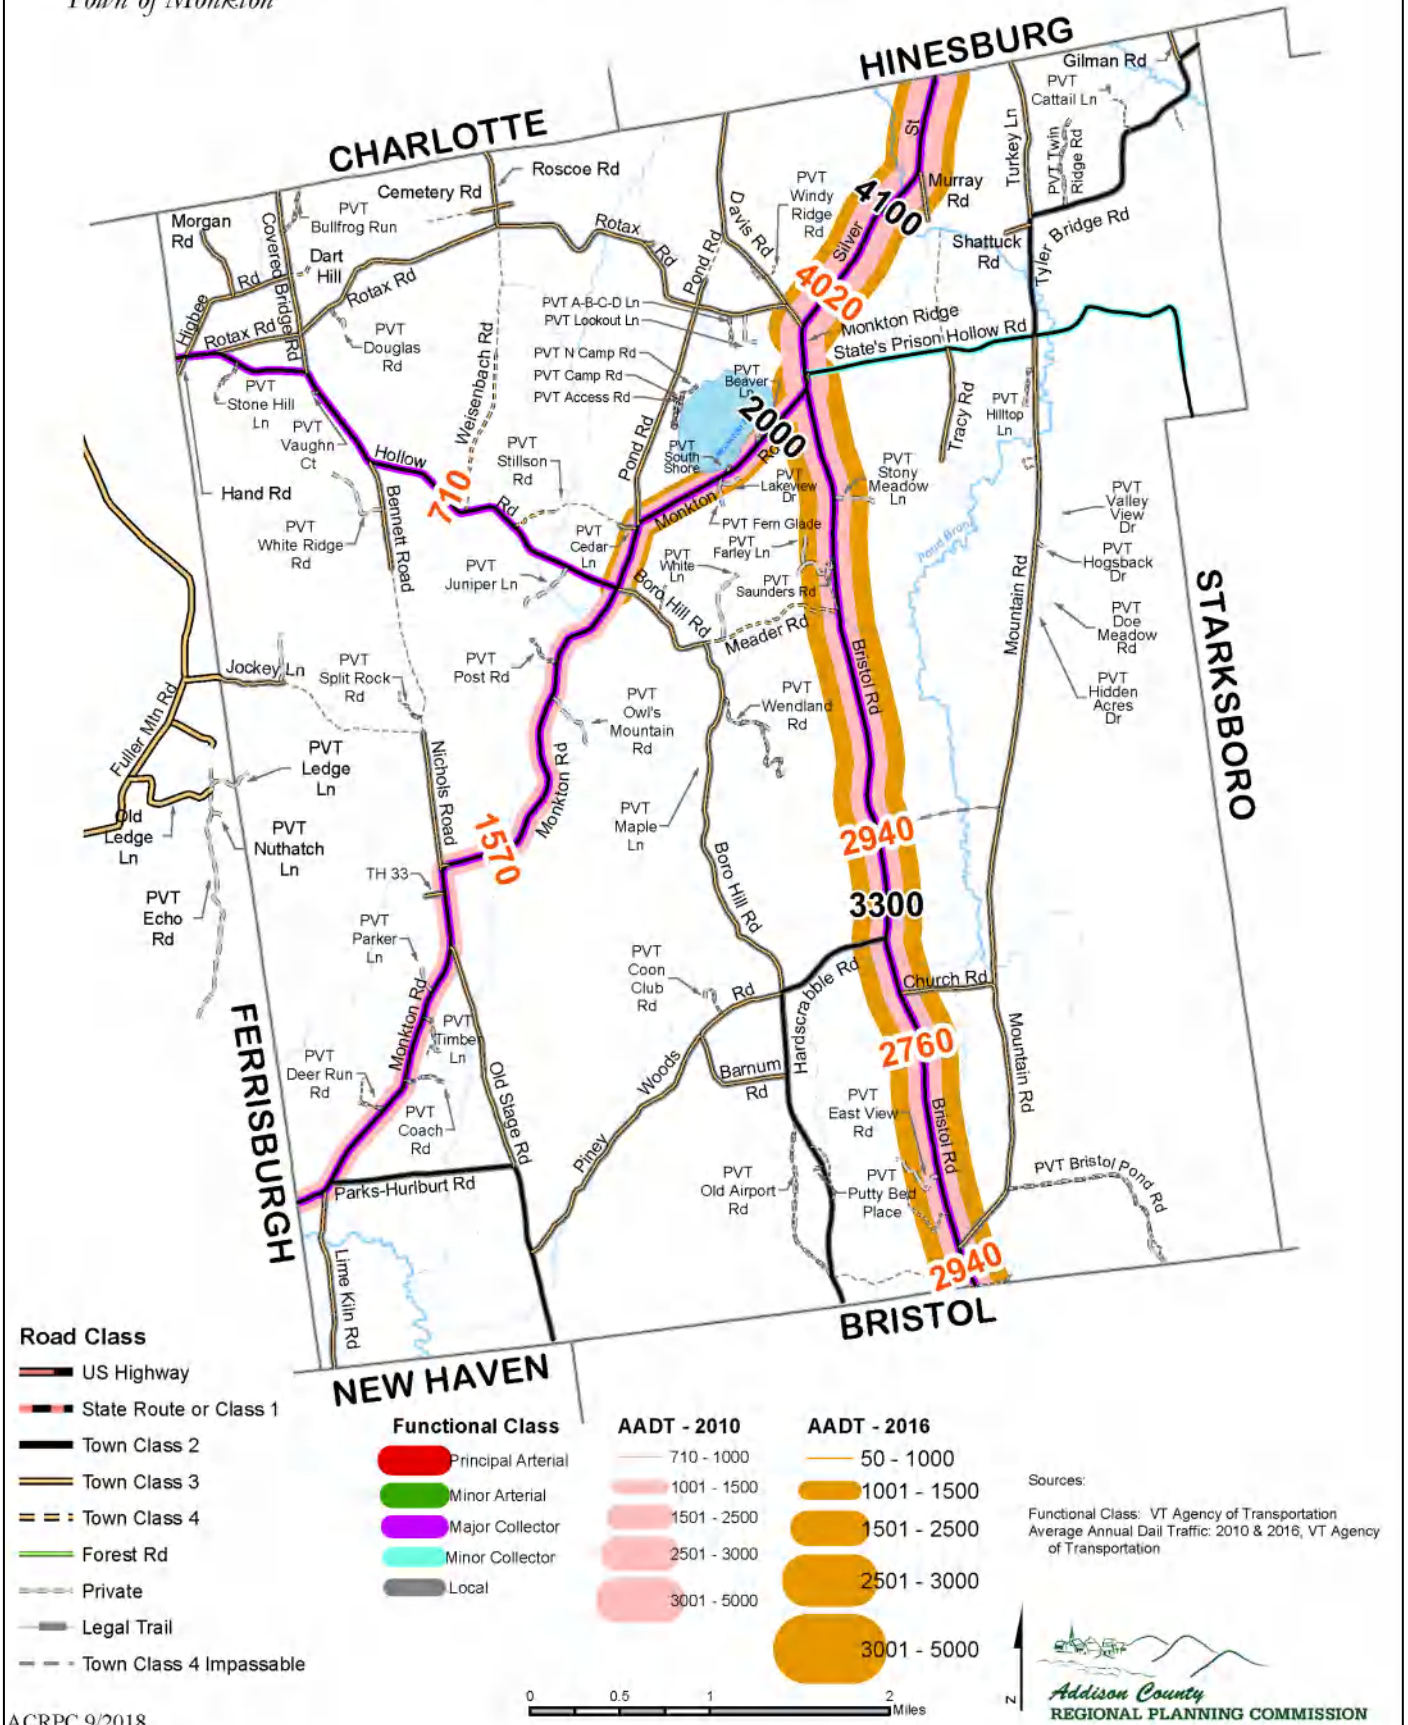 Town of Monkton
HINESBURG
Gilman Rd
PVT
Cattail Ln
CHARLOTTE
Roscoe Rd
Cemetery Rd
St
Turkey Ln
PVT Twin
Ridge Rd
Murray
Rd
4100
Morgan
Rd
Covered Bridge Rd
PVT
Bullfrog Run
Rotax
Rd
Davis Rd
PVT
Windy
Ridge
Rd
Silver
Shattuck
Rd
Tyler
Bridge Rd
Dart
Hill
Rd
Higbee
Rotax Rd
Pond Rd
4020
PVT A-B-C-D Ln
PVT Lookout Ln
Monkton Ridge
State's Prison Hollow Rd
Rotax Rd
PVT
Douglas
Rd
Weisenbach Rd
PVT N Camp Rd
PVT Camp Rd
PVT Access Rd
PVT
Beaver
Ln
2000
PVT
Stone Hill
Ln
PVT
Vaughn
Ct
Tracy Rd
PVT
Hilltop
Ln
Hollow
710
Rd
PVT
Stillson
Rd
Pond Rd
PVT
South
Shore
Rd
PVT
Lakeview
Dr
PVT
Stony
Meadow
Ln
Hand Rd
Bennett Road
PVT
White Ridge
Rd
Monkton
PVT Fern Glade
PVT
Farley Ln
PVT
Valley
View
Dr
PVT
Cedar
Ln
PVT
Juniper Ln
PVT
White
Ln
PVT
Saunders Rd
Pond Brook
PVT
Hogsback
Dr
Mountain Rd
Boro Hill Rd
Meader Rd
PVT
Doe
Meadow
Rd
STARKSBORO
Jockey Ln
PVT
Split Rock
Rd
PVT
Post Rd
Bristol Rd
PVT
Hidden
Acres
Dr
Fuller Mtn Rd
PVT
Owl's
Mountain
Rd
PVT
Wendland
Rd
PVT
Ledge
Ln
Nichols Road
Monkton Rd
Old
Ledge
Ln
PVT
Nuthatch
Ln
1570
PVT
Maple
Ln
2940
TH 33
Boro Hill Rd
3300
PVT
Echo
Rd
PVT
Parker
Ln
PVT
Coon
Club
Rd
Rd
Hardscrabble Rd
Church Rd
FERRISBURGH
Monkton Rd
PVT
Timber
Ln
2760
Mountain Rd
PVT
Deer Run
Rd
Old Stage Rd
Woods
Barnum
Rd
PVT
Coach
Rd
PVT
East View
Rd
Bristol Rd
Piney
Parks-Hurlburt Rd
PVT
Old Airport
Rd
PVT
Putty Bed
Place
PVT Bristol Pond Rd
Lime Kiln Rd
2940
BRISTOL
NEW HAVEN
Road Class
US Highway
State Route or Class 1
Town Class 2
Town Class 3
Town Class 4
Forest Rd
Private
Legal Trail
Town Class 4 Impassable
Functional Class
Principal Arterial
Minor Arterial
Major Collector
Minor Collector
Local
AADT - 2010
710 - 1000
1001 - 1500
1501 - 2500
2501 - 3000
3001 - 5000
AADT - 2016
50 - 1000
1001 - 1500
1501 - 2500
2501 - 3000
3001 - 5000
Sources:
Functional Class: VT Agency of Transportation
Average Annual Dail Traffic: 2010 & 2016, VT Agency
of Transportation
0 0.5 1 2
Miles
N
Addison County
REGIONAL PLANNING COMMISSION
ACRPC 9/2018